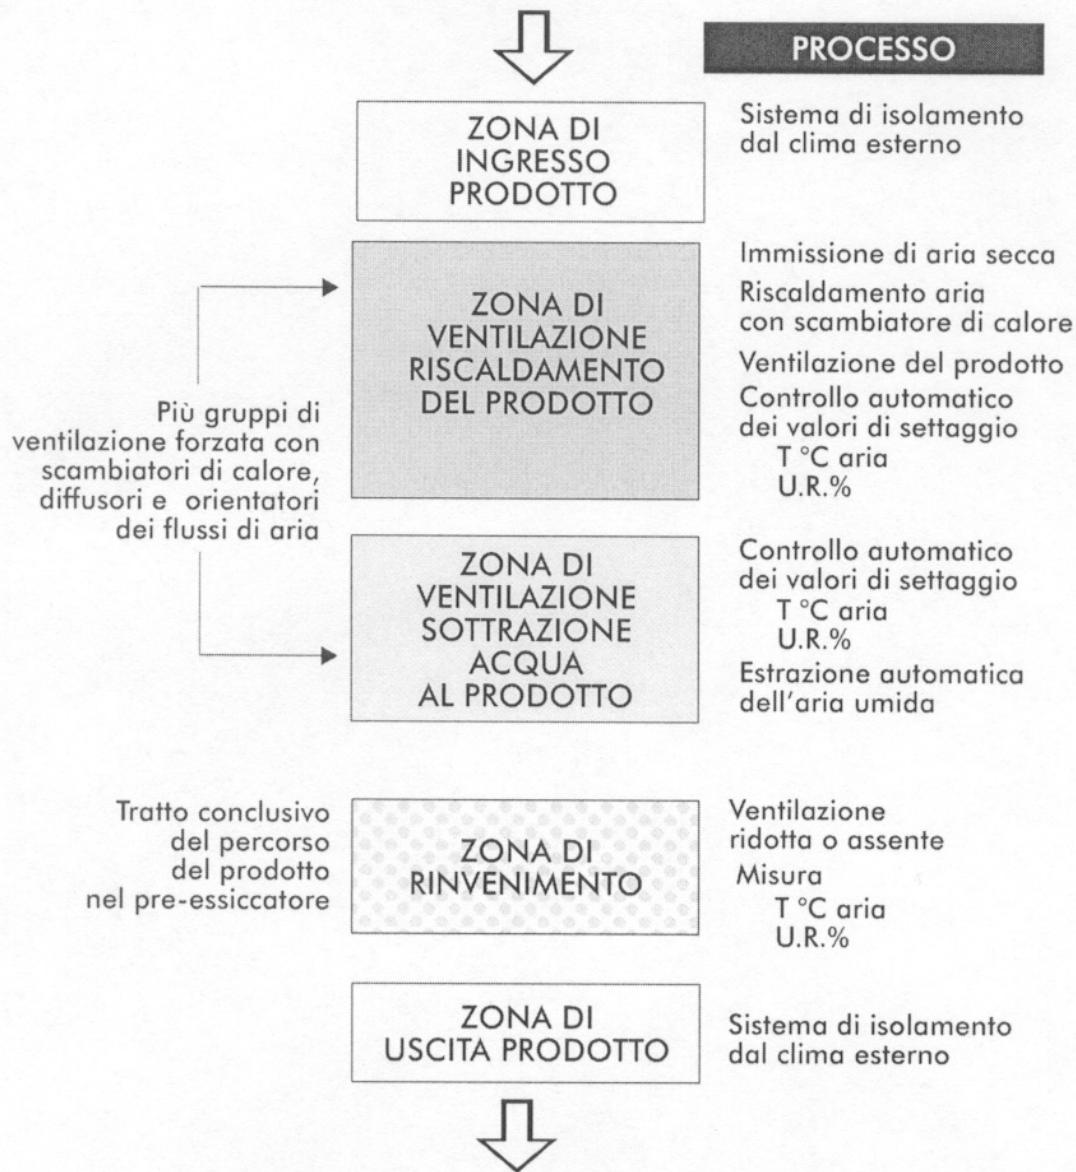 PROCESSO
ZONA DI
INGRESSO
PRODOTTO
Sistema di isolamento
dal clima esterno
ZONA DI
VENTILAZIONE
RISCALDAMENTO
DEL PRODOTTO
Immissione di aria secca
Riscaldamento aria
con scambiatore di calore
Ventilazione del prodotto
Controllo automatico
dei valori di settaggio
T °C aria
U.R.%
Più gruppi di
ventilazione forzata con
scambiatori di calore,
diffusori e orientatori
dei flussi di aria
ZONA DI
VENTILAZIONE
SOTTRAZIONE
ACQUA
AL PRODOTTO
Controllo automatico
dei valori di settaggio
T °C aria
U.R.%
Estrazione automatica
dell'aria umida
Tratto conclusivo
del percorso
del prodotto
nel pre-essiccatore
ZONA DI
RINVENIMENTO
Ventilazione
ridotta o assente
Misura
T °C aria
U.R.%
ZONA DI
USCITA PRODOTTO
Sistema di isolamento
dal clima esterno